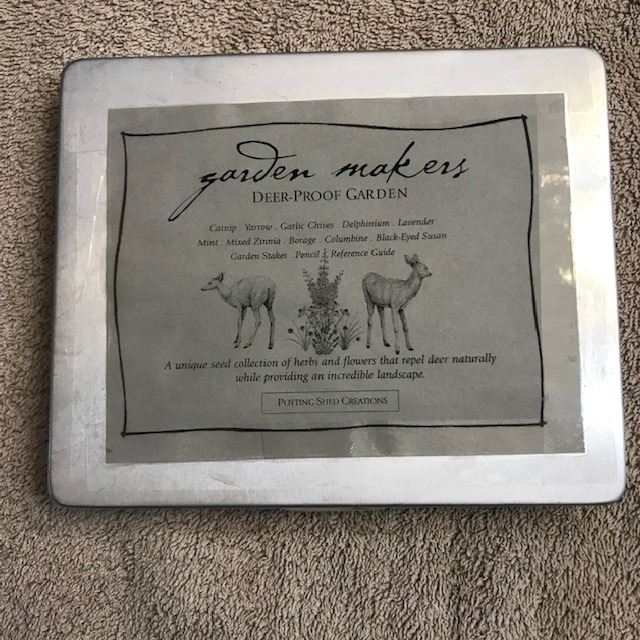 garden makers
DEER-PROOF GARDEN
Catnip . Yarrow . Garlic Chives . Delphinium . Lavender
Mint . Mixed Zinnia . Borage . Columbine . Black-Eyed Susan
Garden Stakes . Pencil & Reference Guide
A unique seed collection of herbs and flowers that repel deer naturally
while providing an incredible landscape.
POTTING SHED CREATIONS